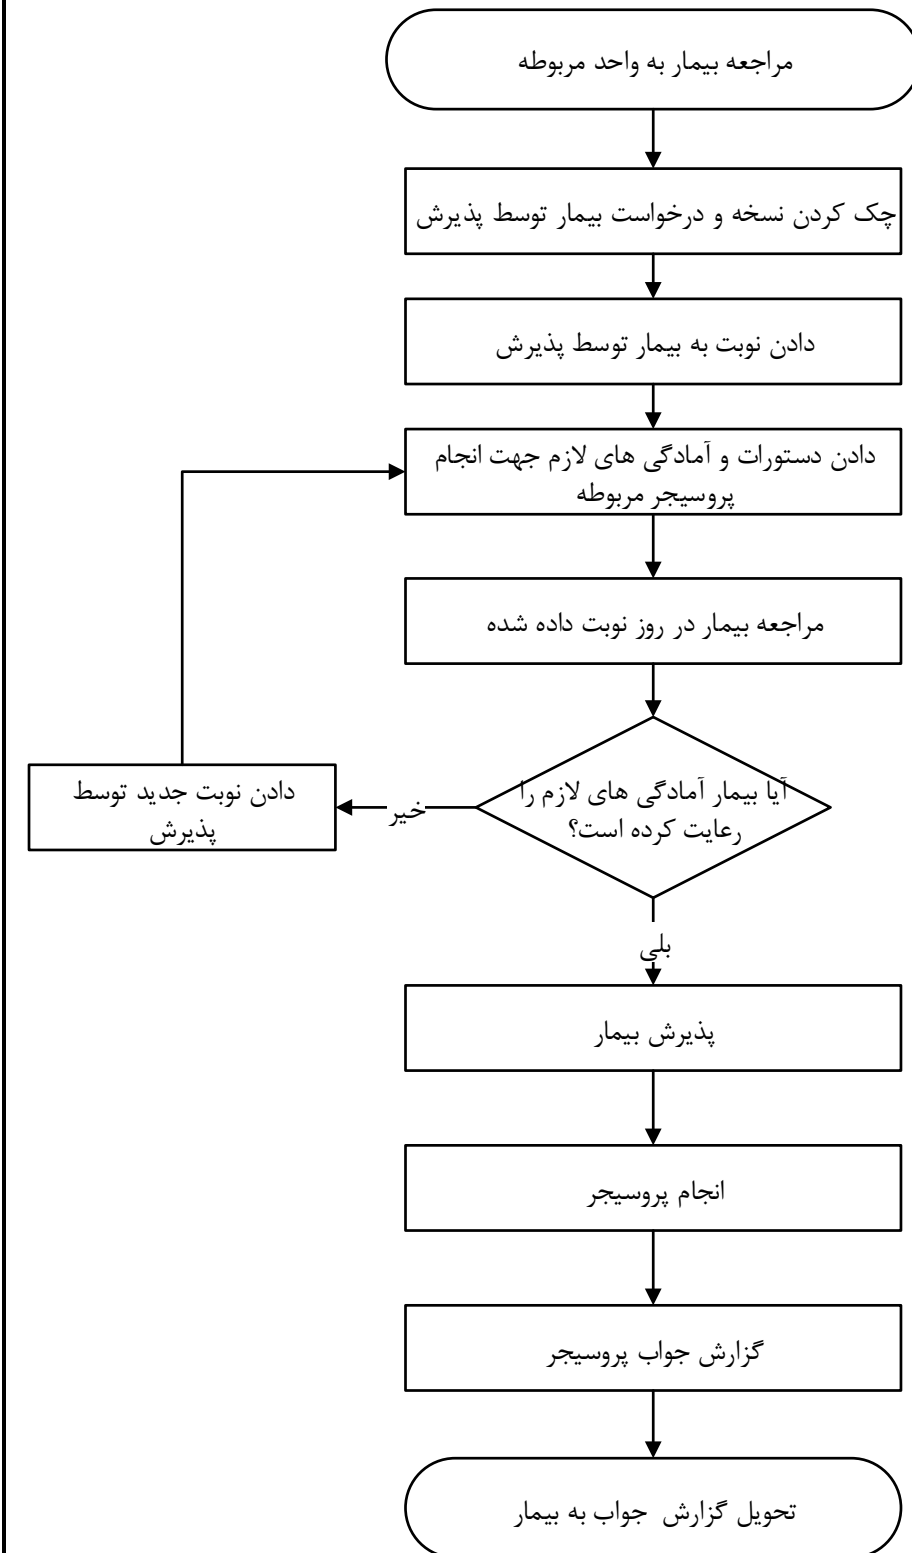 مراجعه بیمار به واحد مربوطه
چک کردن نسخه و درخواست بیمار توسط پذیرش
دادن نوبت به بیمار توسط پذیرش
دادن دستورات و آمادگی های لازم جهت انجام
پروسیجر مربوطه
مراجعه بیمار در روز نوبت داده شده
آیا بیمار آمادگی های لازم را
رعایت کرده است؟
خیر
دادن نوبت جدید توسط
پذیرش
بلی
پذیرش بیمار
انجام پروسیجر
گزارش جواب پروسیجر
تحویل گزارش جواب به بیمار